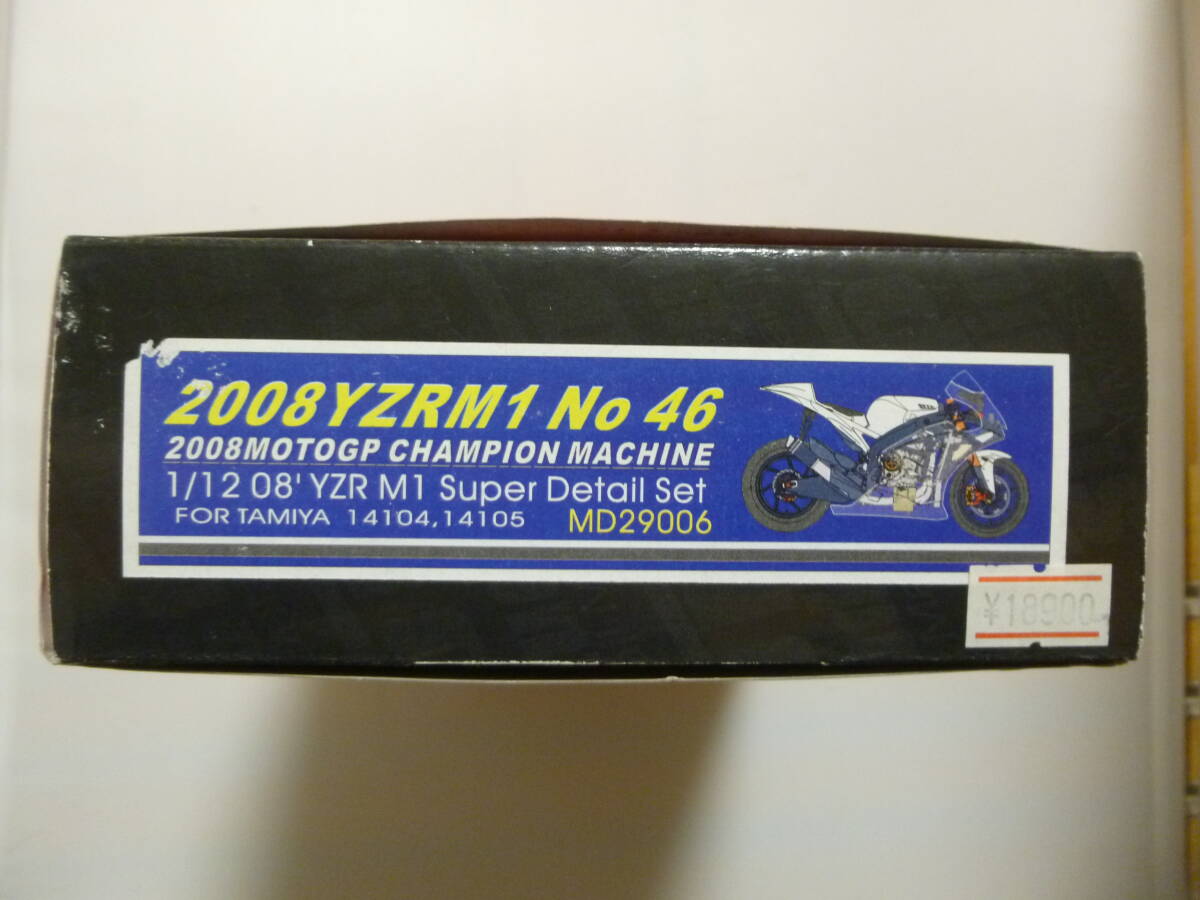 2008YZRM1 No 46
2008MOTOGP CHAMPION MACHINE
1/12 08' YZR M1 Super Detail Set
FOR TAMIYA 14104,14105 MD29006
¥18900